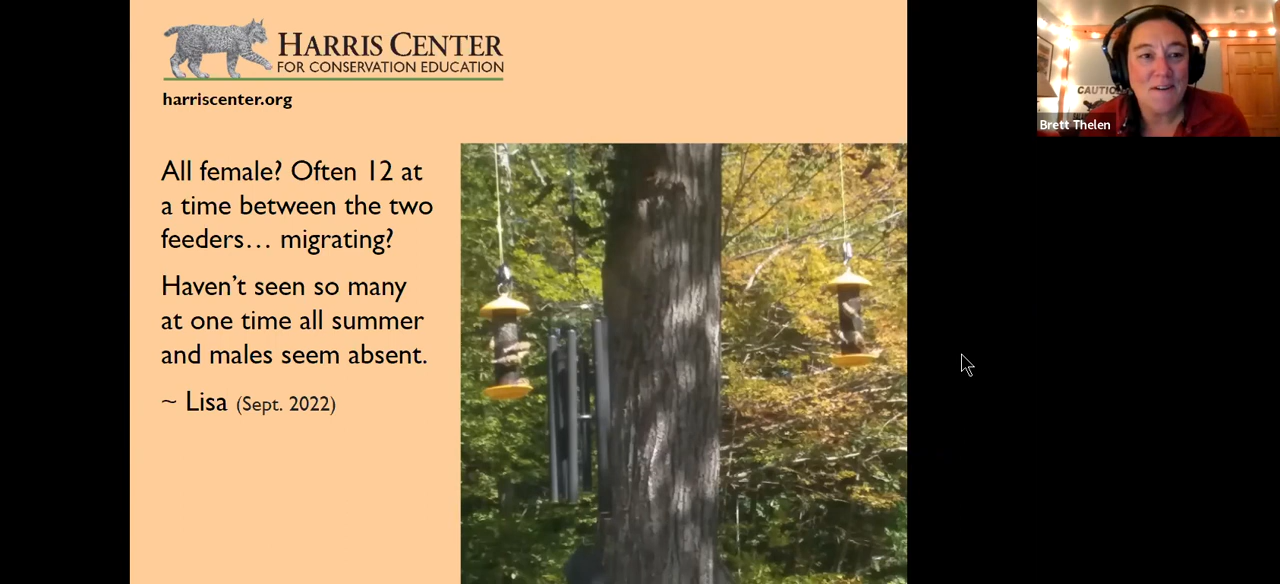 HARRIS CENTER
FOR CONSERVATION EDUCATION
harriscenter.org
All female? Often 12 at
a time between the two
feeders… migrating?
Haven’t seen so many
at one time all summer
and males seem absent.
~ Lisa (Sept. 2022)
CAUTIO
Brett Thelen